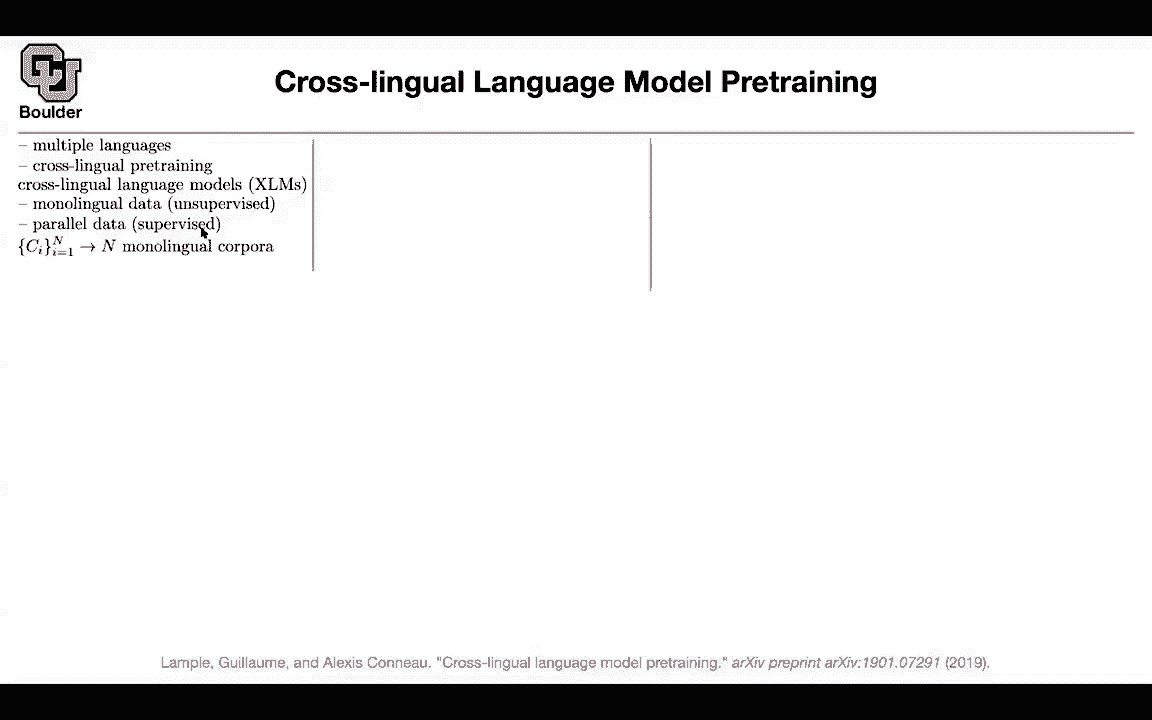 Boulder
Cross-lingual Language Model Pretraining
– multiple languages
– cross-lingual pretraining
cross-lingual language models (XLMs)
– monolingual data (unsupervised)
– parallel data (supervised)
$\{C_i\}_{i=1}^{N} \rightarrow N$ monolingual corpora
Lample, Guillaume, and Alexis Conneau. "Cross-lingual language model pretraining." arXiv preprint arXiv:1901.07291 (2019).